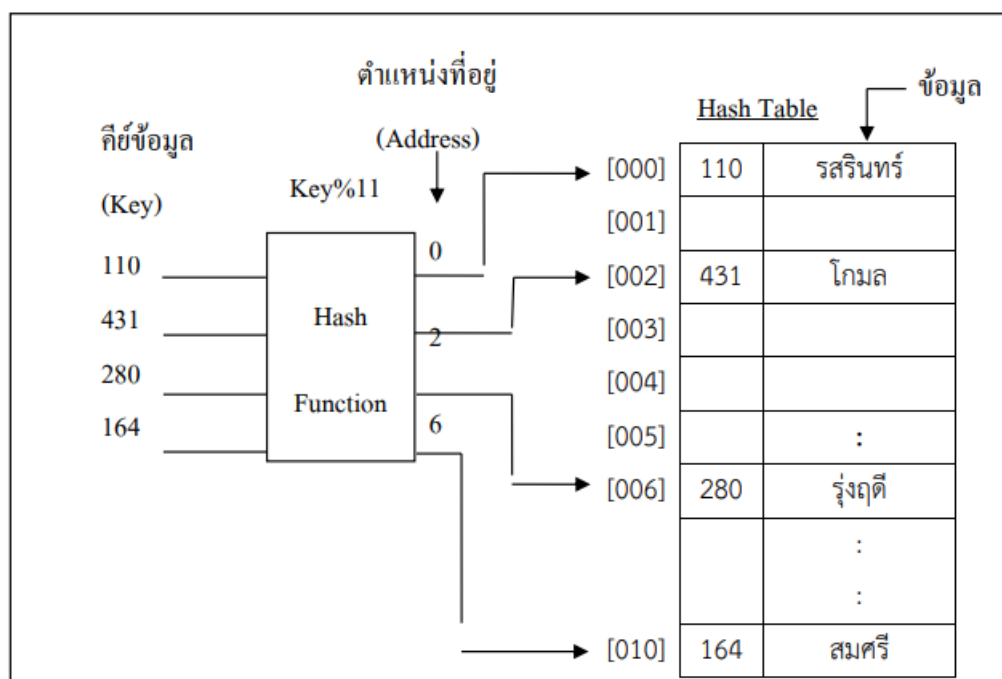 ตำแหน่งที่อยู่
(Address)
คีย์ข้อมูล
(Key)
Key%11
110
431
280
164
Hash
Function
0
2
6
Hash Table
ข้อมูล
[000] 110 รสรินทร์
[001]
[002] 431 โกมล
[003]
[004]
[005] :
[006] 280 รุ่งฤดี
:
:
[010] 164 สมศรี